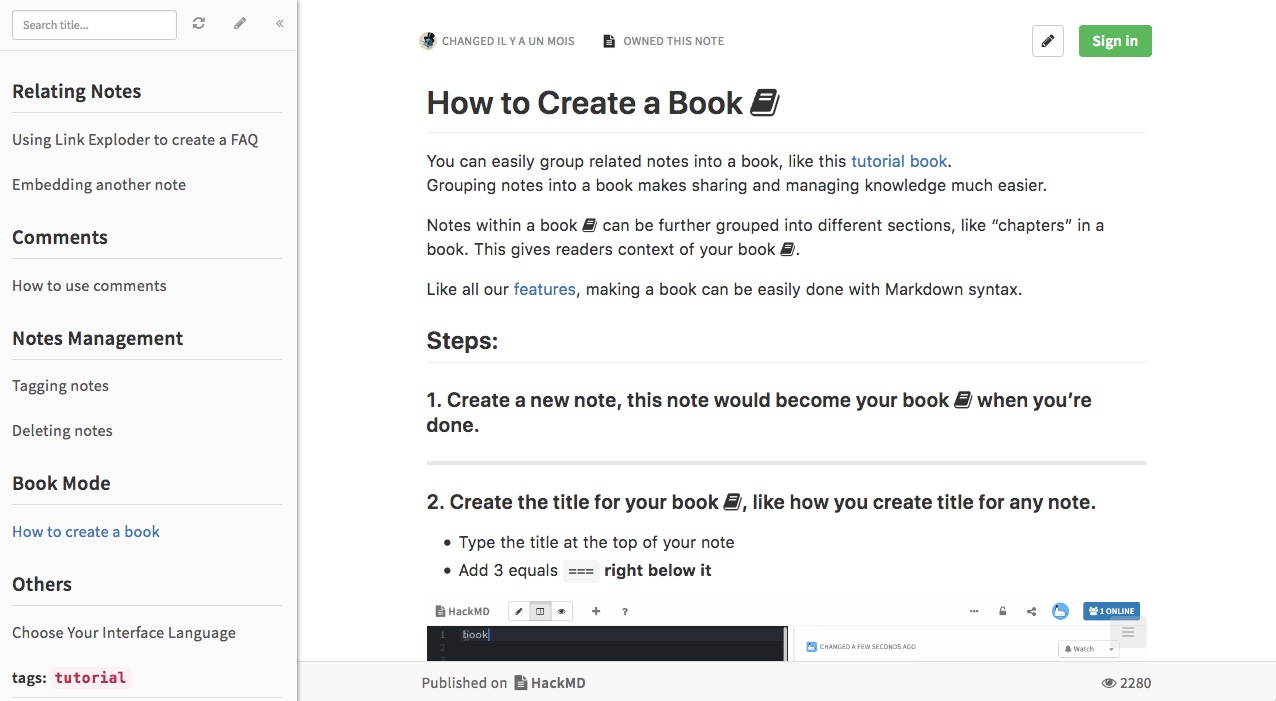 Search title...
Relating Notes
Using Link Exploder to create a FAQ
Embedding another note
Comments
How to use comments
Notes Management
Tagging notes
Deleting notes
Book Mode
How to create a book
Others
Choose Your Interface Language
tags: tutorial
CHANGED IL Y A UN MOIS
OWNED THIS NOTE
Sign in
How to Create a Book
You can easily group related notes into a book, like this tutorial book.
Grouping notes into a book makes sharing and managing knowledge much easier.
Notes within a book can be further grouped into different sections, like “chapters” in a
book. This gives readers context of your book .
Like all our features, making a book can be easily done with Markdown syntax.
Steps:
1. Create a new note, this note would become your book when you’re
done.
2. Create the title for your book , like how you create title for any note.
• Type the title at the top of your note
• Add 3 equals === right below it
HackMD
?
1 ONLINE
1 book
2
3
CHANGED A FEW SECONDS AGO
Watch
Published on HackMD
2280